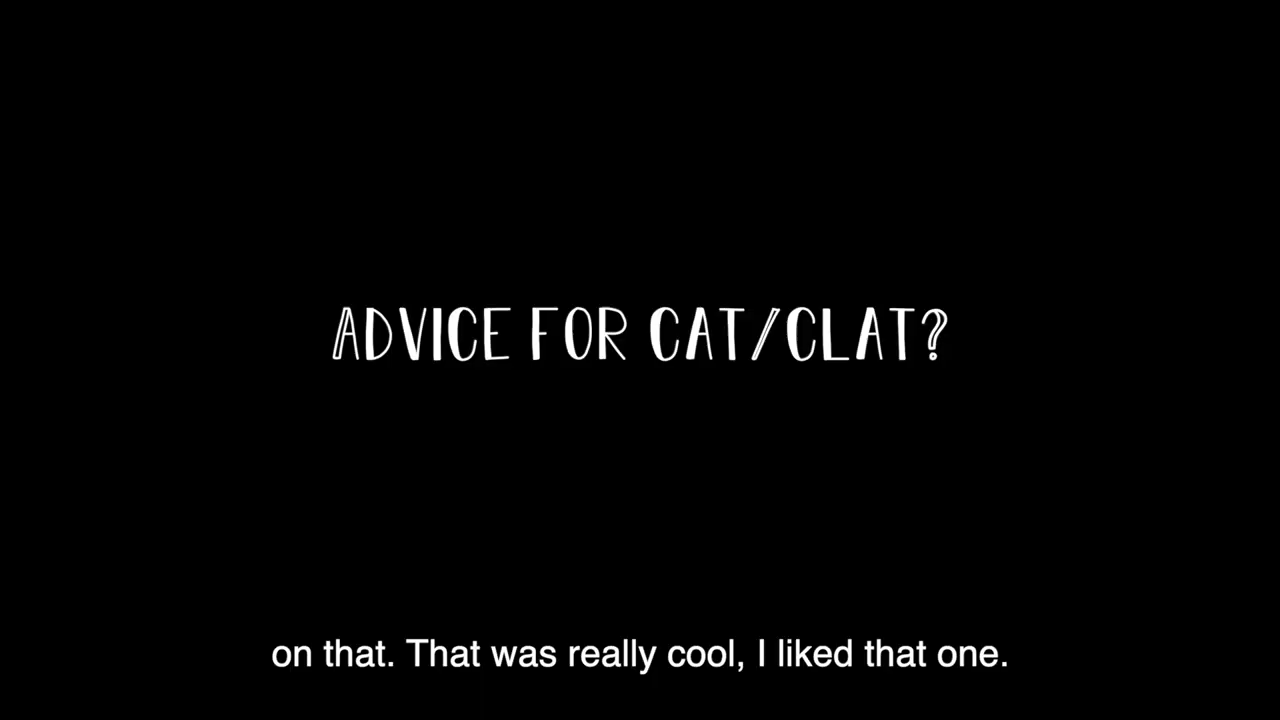 ADVICE FOR CAT/CLAT?
on that. That was really cool, I liked that one.